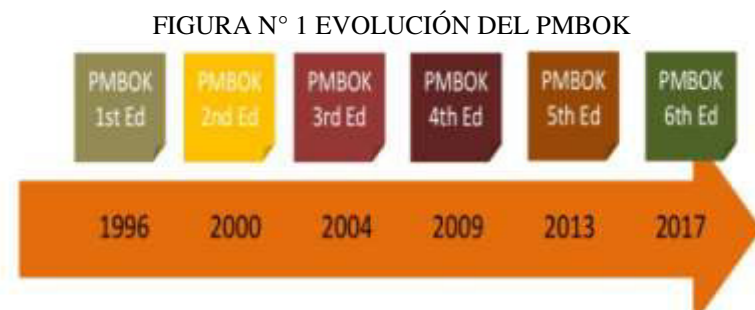 FIGURA N° 1 EVOLUCIÓN DEL PMBOK
PMBOK
1st Ed
PMBOK
2nd Ed
PMBOK
3rd Ed
PMBOK
4th Ed
PMBOK
5th Ed
PMBOK
6th Ed
1996 2000 2004 2009 2013 2017